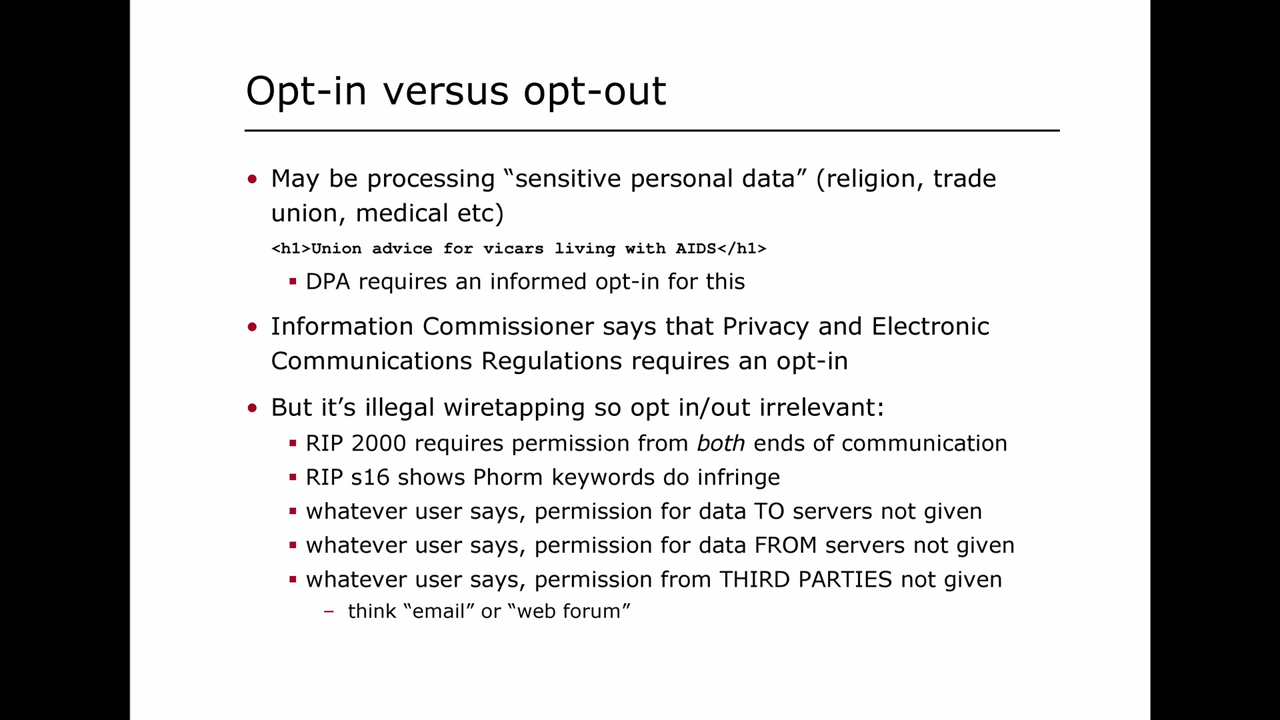 Opt-in versus opt-out
• May be processing “sensitive personal data” (religion, trade
union, medical etc)
<h1>Union advice for vicars living with AIDS</h1>
▪ DPA requires an informed opt-in for this
• Information Commissioner says that Privacy and Electronic
Communications Regulations requires an opt-in
• But it’s illegal wiretapping so opt in/out irrelevant:
▪ RIP 2000 requires permission from both ends of communication
▪ RIP s16 shows Phorm keywords do infringe
▪ whatever user says, permission for data TO servers not given
▪ whatever user says, permission for data FROM servers not given
▪ whatever user says, permission from THIRD PARTIES not given
– think “email” or “web forum”